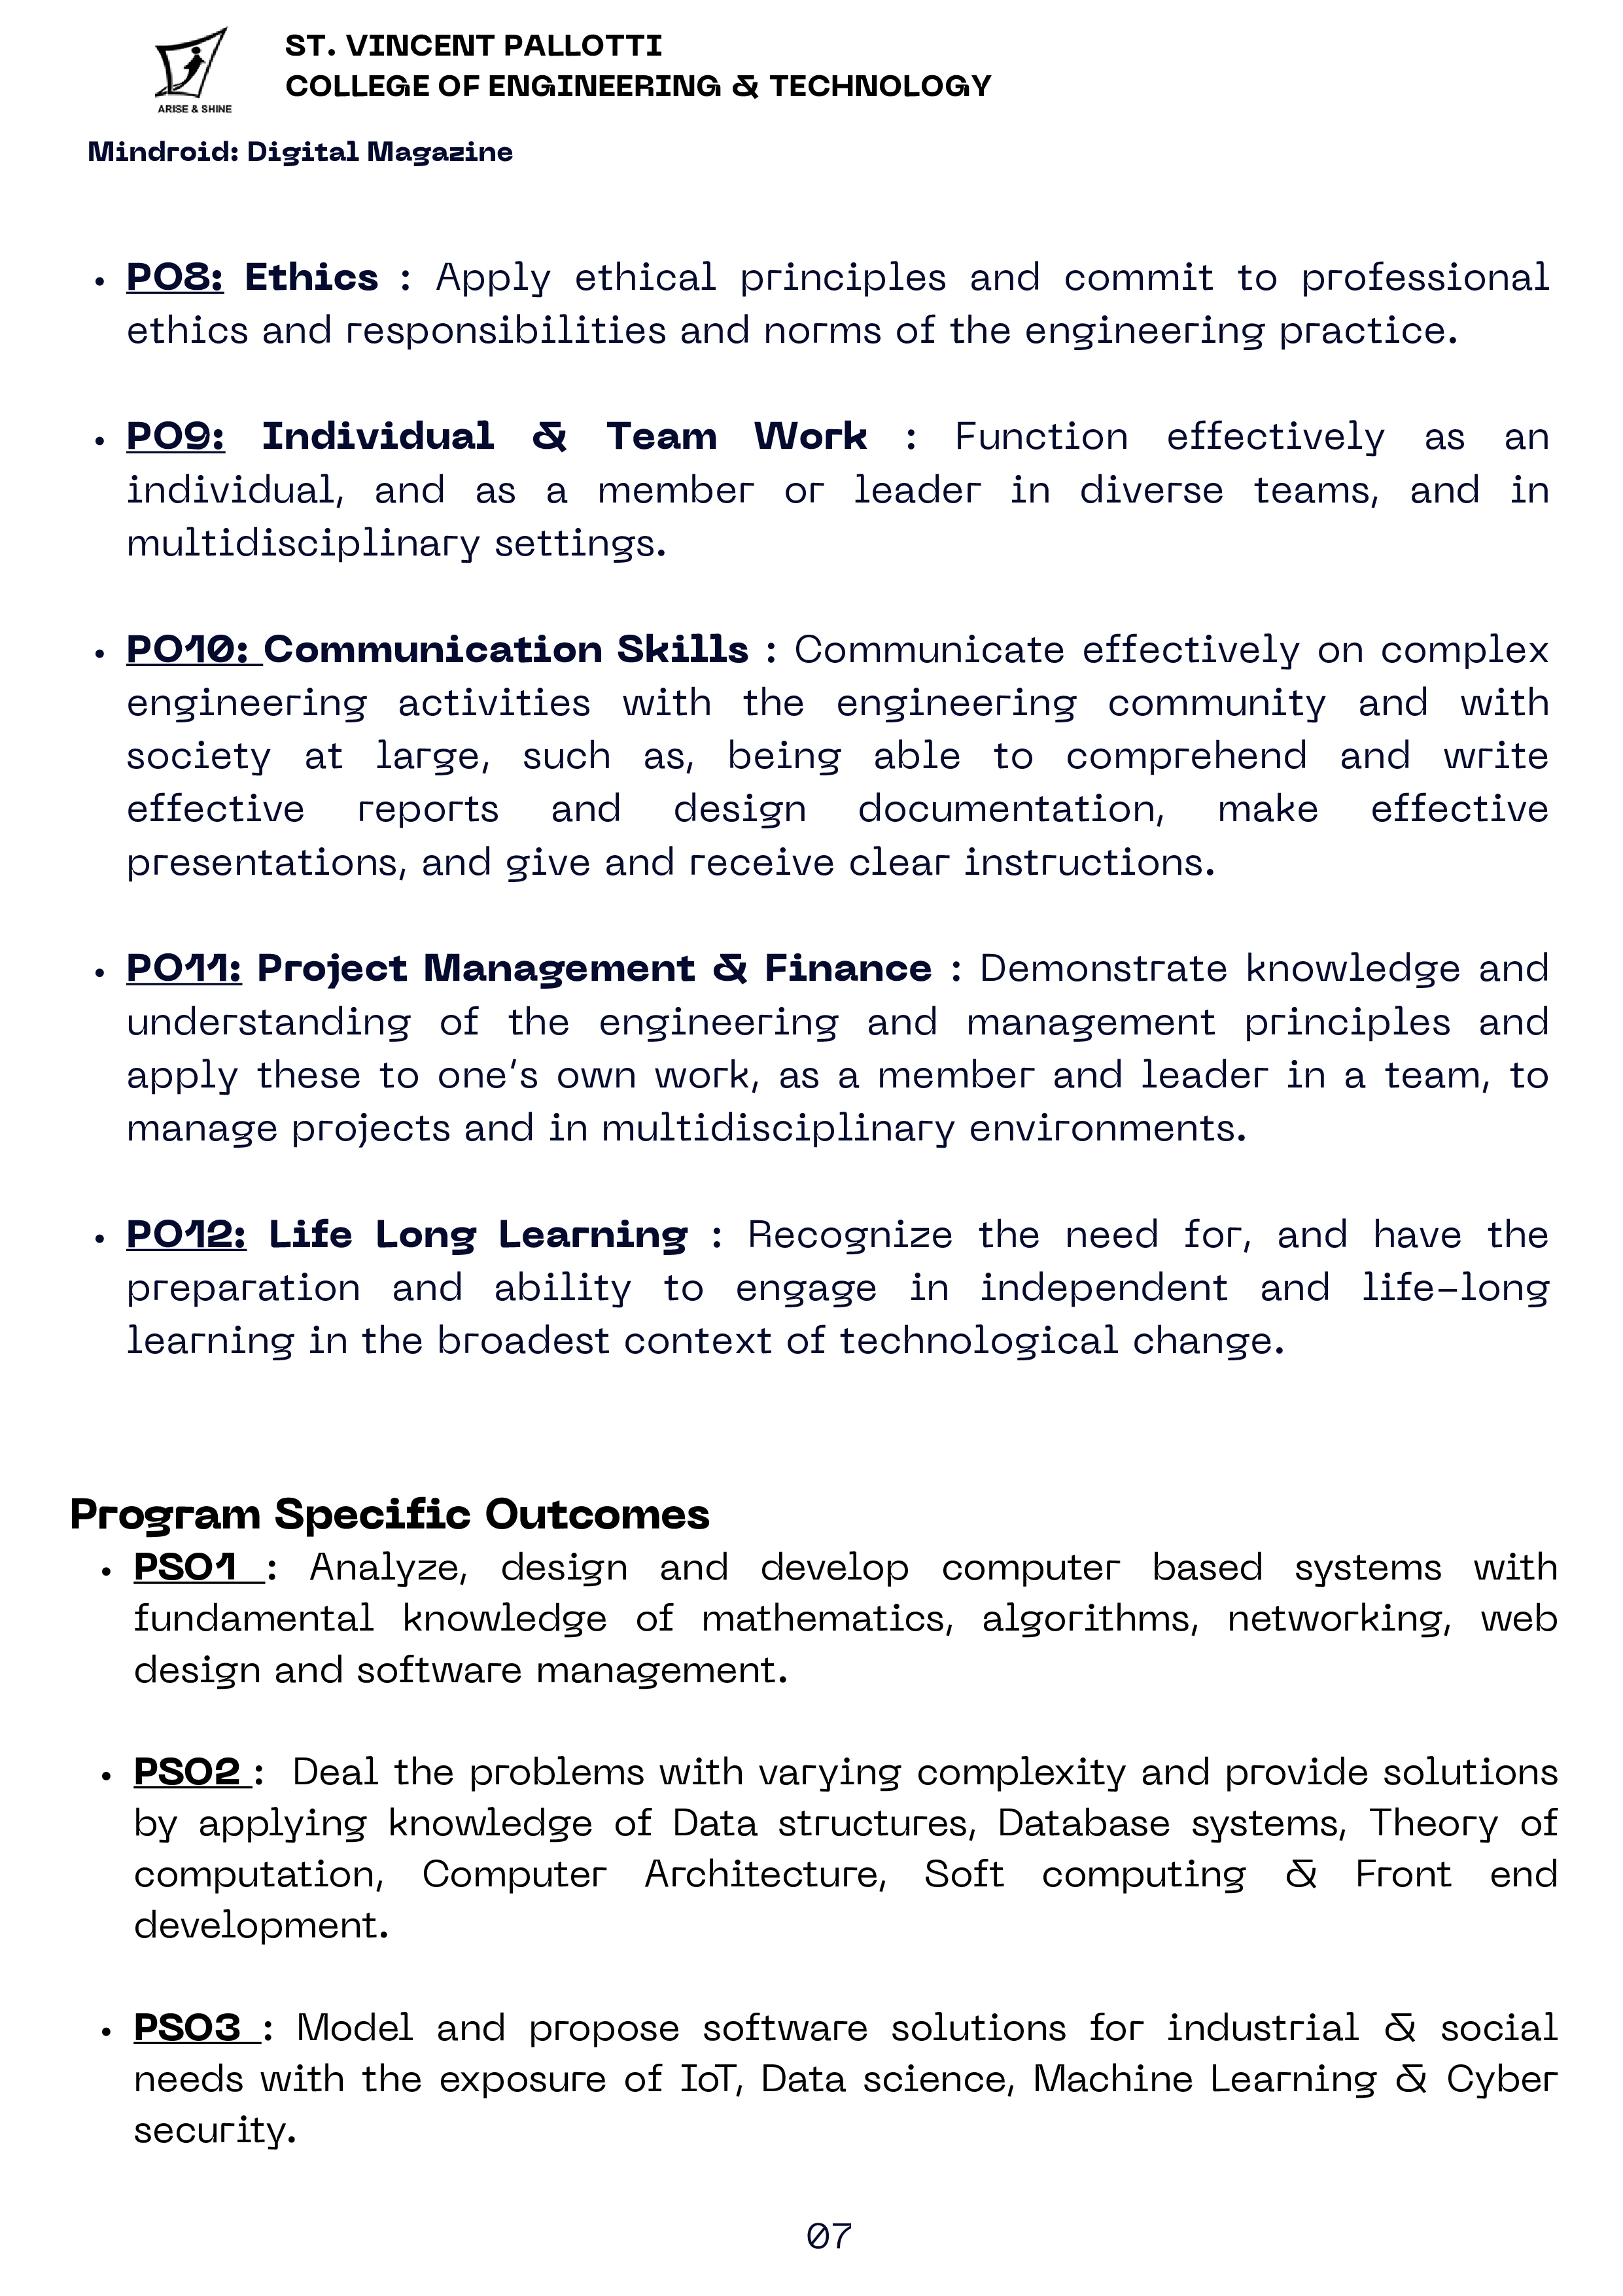 ST. VINCENT PALLOTTI
COLLEGE OF ENGINEERING & TECHNOLOGY
ARISE & SHINE
Mindroid: Digital Magazine
• PO8: Ethics : Apply ethical principles and commit to professional
ethics and responsibilities and norms of the engineering practice.
• PO9: Individual & Team Work : Function effectively as an
individual, and as a member or leader in diverse teams, and in
multidisciplinary settings.
• PO10: Communication Skills : Communicate effectively on complex
engineering activities with the engineering community and with
society at large, such as, being able to comprehend and write
effective reports and design documentation, make effective
presentations, and give and receive clear instructions.
• PO11: Project Management & Finance : Demonstrate knowledge and
understanding of the engineering and management principles and
apply these to one’s own work, as a member and leader in a team, to
manage projects and in multidisciplinary environments.
• PO12: Life Long Learning : Recognize the need for, and have the
preparation and ability to engage in independent and life-long
learning in the broadest context of technological change.
Program Specific Outcomes
• PSO1 : Analyze, design and develop computer based systems with
fundamental knowledge of mathematics, algorithms, networking, web
design and software management.
• PSO2 : Deal the problems with varying complexity and provide solutions
by applying knowledge of Data structures, Database systems, Theory of
computation, Computer Architecture, Soft computing & Front end
development.
• PSO3 : Model and propose software solutions for industrial & social
needs with the exposure of IoT, Data science, Machine Learning & Cyber
security.
07